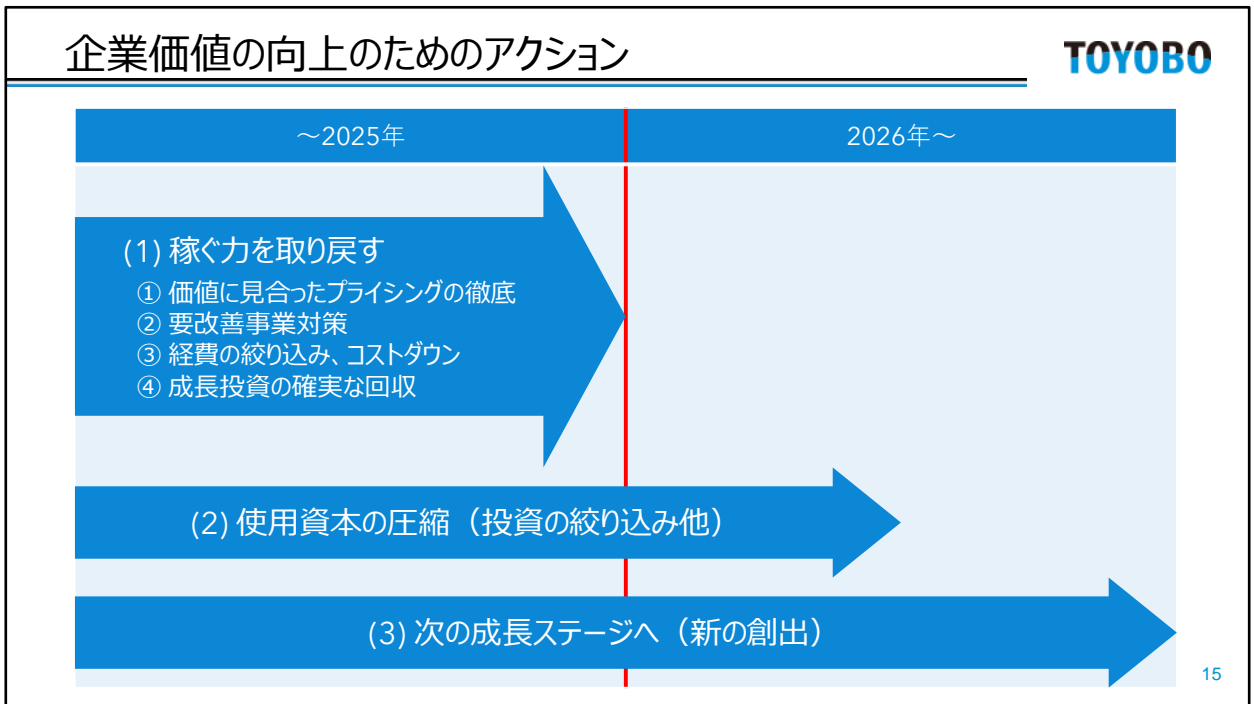 企業価値の向上のためのアクション
TOYOBO
～2025年
2026年～
(1) 稼ぐ力を取り戻す
① 価値に見合ったプライシングの徹底
② 要改善事業対策
③ 経費の絞り込み、コストダウン
④ 成長投資の確実な回収
(2) 使用資本の圧縮（投資の絞り込み他）
(3) 次の成長ステージへ（新の創出）
15